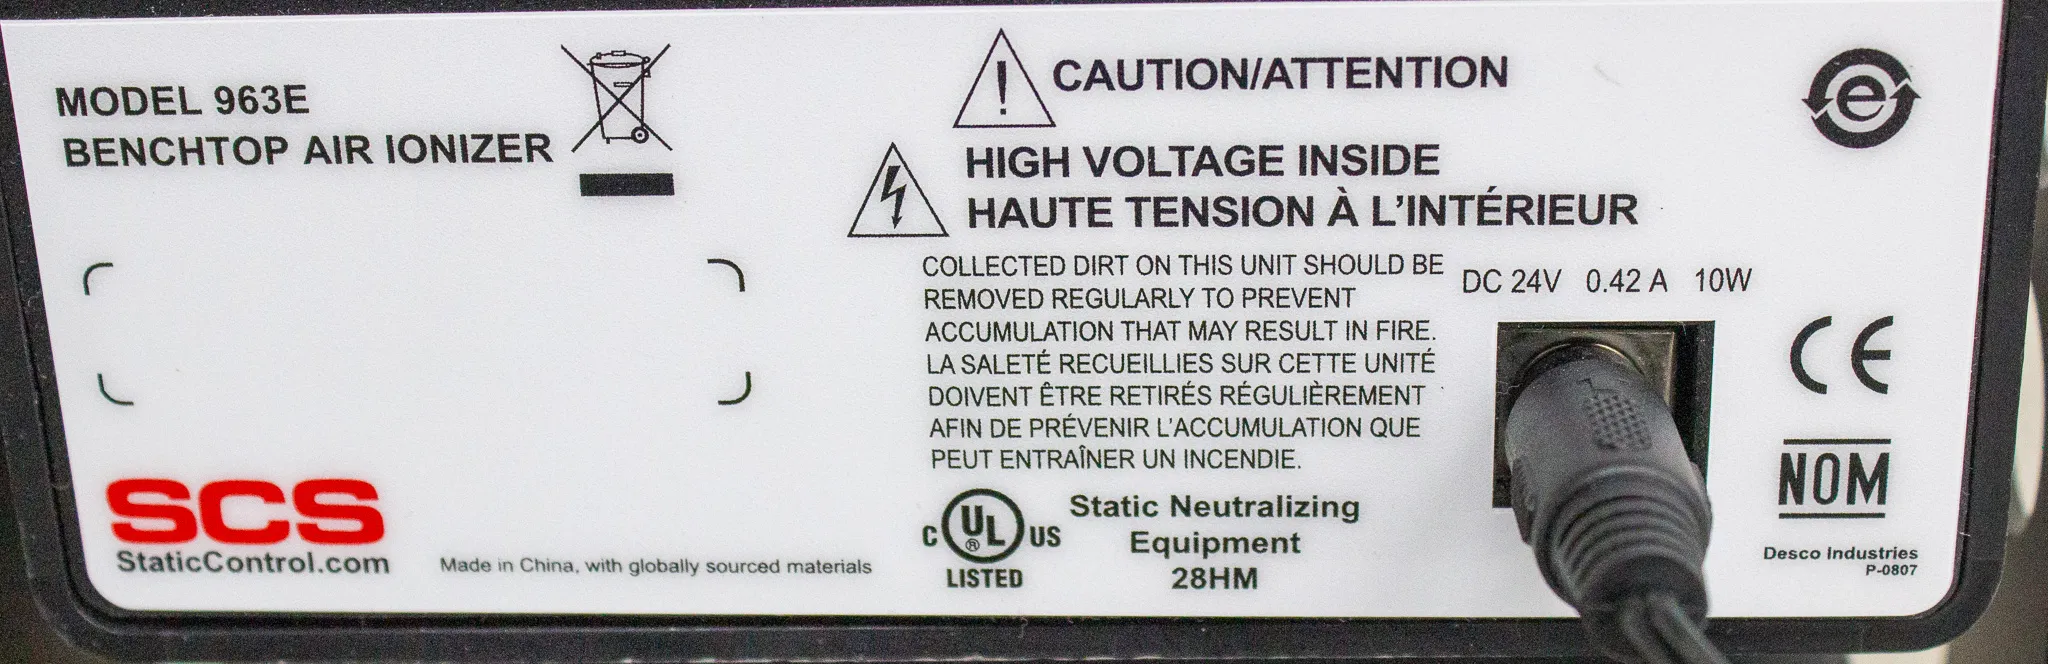 MODEL 963E
BENCHTOP AIR IONIZER
CAUTION/ATTENTION
HIGH VOLTAGE INSIDE
HAUTE TENSION À L'INTÉRIEUR
COLLECTED DIRT ON THIS UNIT SHOULD BE
REMOVED REGULARLY TO PREVENT
ACCUMULATION THAT MAY RESULT IN FIRE.
LA SALETÉ RECUEILLIES SUR CETTE UNITÉ
DOIVENT ÊTRE RETIRÉS RÉGULIÈREMENT
AFIN DE PRÉVENIR L'ACCUMULATION QUE
PEUT ENTRAÎNER UN INCENDIE.
DC 24V 0.42 A 10W
e
CE
NOM
Desco Industries
P-0807
C UL ® US
LISTED
Static Neutralizing
Equipment
28HM
SCS
StaticControl.com
Made in China, with globally sourced materials